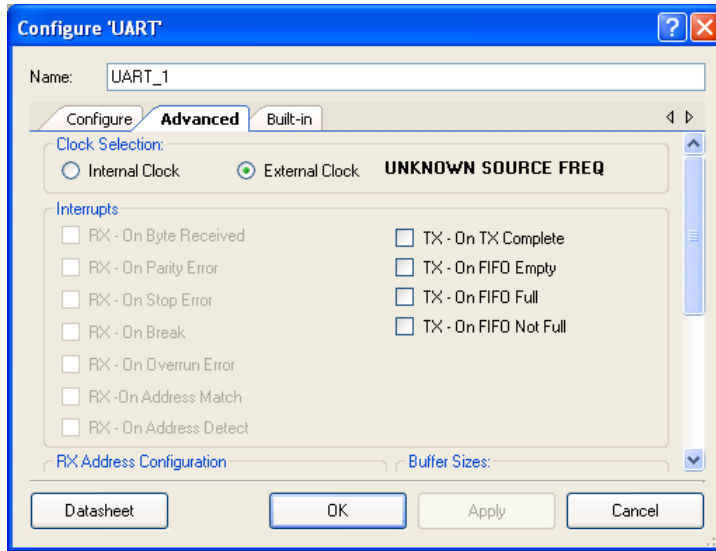 Configure 'UART'
Name: UART_1
Configure Advanced Built-in
Clock Selection:
Internal Clock External Clock UNKNOWN SOURCE FREQ
Interrupts
RX - On Byte Received TX - On TX Complete
RX - On Parity Error TX - On FIFO Empty
RX - On Stop Error TX - On FIFO Full
RX - On Break TX - On FIFO Not Full
RX - On Overrun Error
RX -On Address Match
RX - On Address Detect
RX Address Configuration Buffer Sizes:
Datasheet OK Apply Cancel